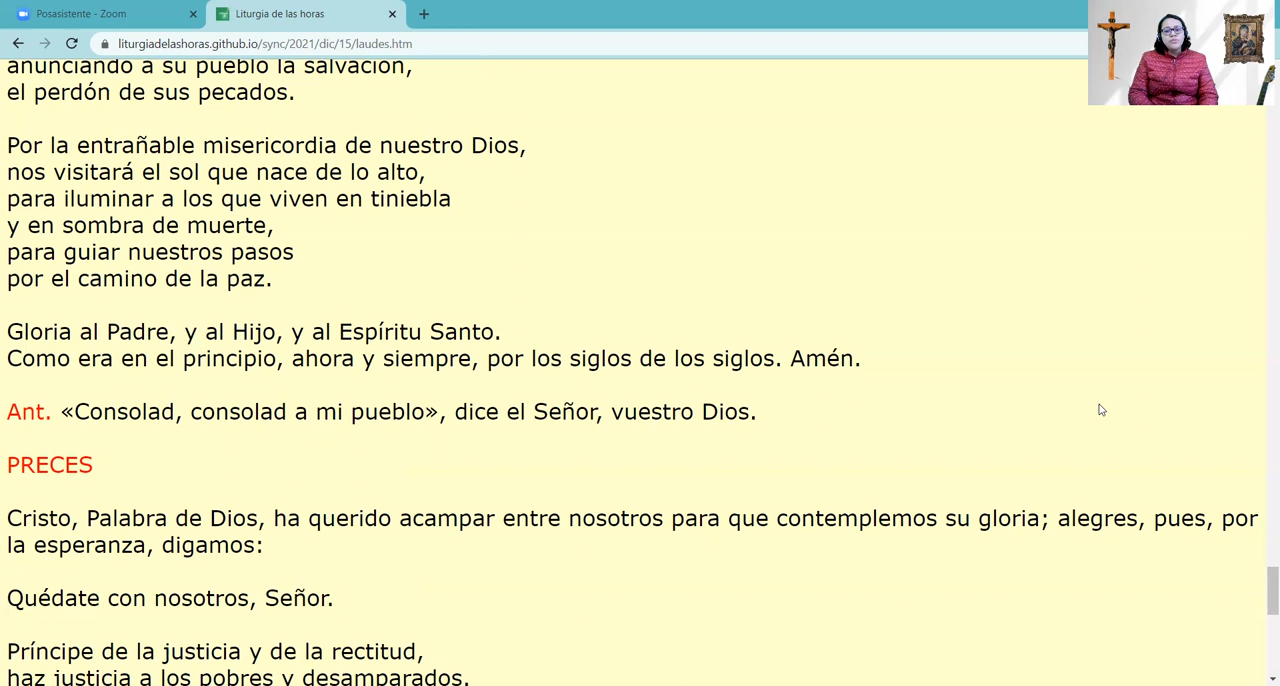 Posasistente - Zoom
Liturgia de las horas
liturgiadelashoras.github.io/sync/2021/dic/15/laudes.htm
anunciando a su pueblo la salvación,
el perdón de sus pecados.
Por la entrañable misericordia de nuestro Dios,
nos visitará el sol que nace de lo alto,
para iluminar a los que viven en tiniebla
y en sombra de muerte,
para guiar nuestros pasos
por el camino de la paz.
Gloria al Padre, y al Hijo, y al Espíritu Santo.
Como era en el principio, ahora y siempre, por los siglos de los siglos. Amén.
Ant. «Consolad, consolad a mi pueblo», dice el Señor, vuestro Dios.
PRECES
Cristo, Palabra de Dios, ha querido acampar entre nosotros para que contemplemos su gloria; alegres, pues, por
la esperanza, digamos:
Quédate con nosotros, Señor.
Príncipe de la justicia y de la rectitud,
haz justicia a los pobres y desamparados.